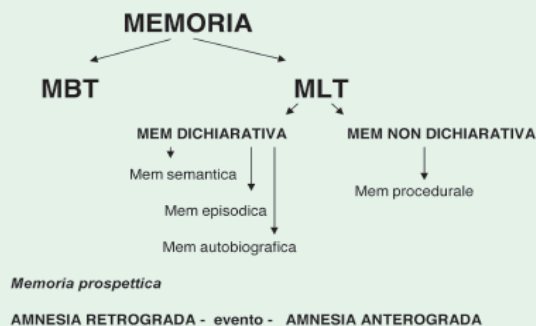 MEMORIA
MBT
MLT
MEM DICHIARATIVA
MEM NON DICHIARATIVA
Mem semantica
Mem procedurale
Mem episodica
Mem autobiografica
Memoria prospettica
AMNESIA RETROGRADA - evento - AMNESIA ANTEROGRADA